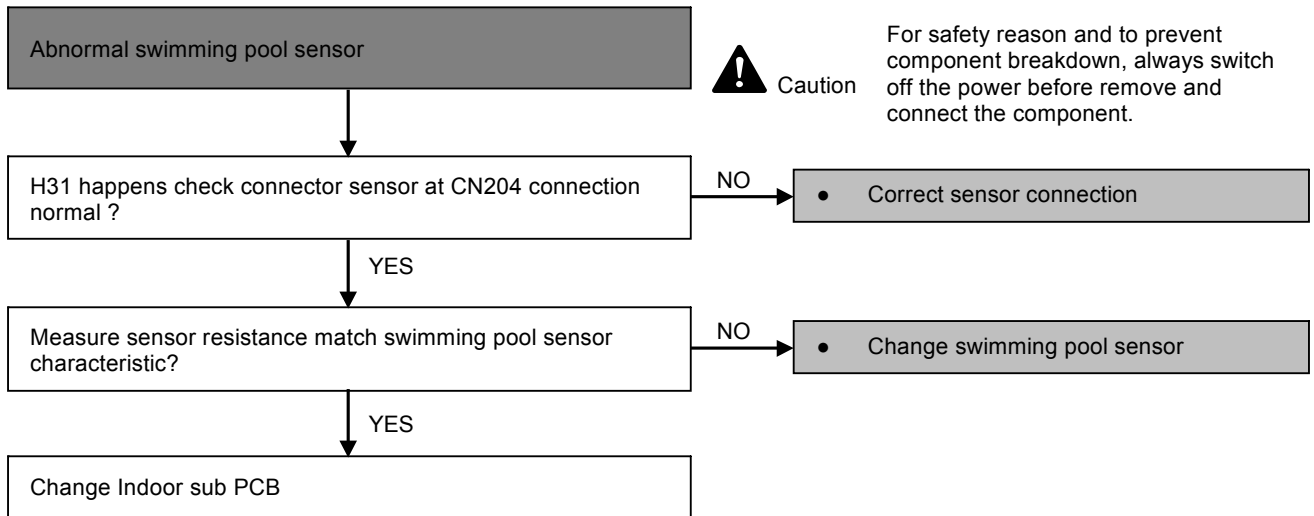 Abnormal swimming pool sensor
Caution
For safety reason and to prevent
component breakdown, always switch
off the power before remove and
connect the component.
H31 happens check connector sensor at CN204 connection
normal ?
NO
● Correct sensor connection
YES
Measure sensor resistance match swimming pool sensor
characteristic?
NO
● Change swimming pool sensor
YES
Change Indoor sub PCB